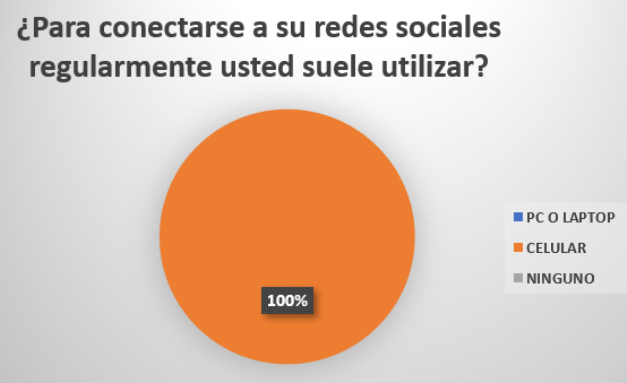 ¿Para conectarse a su redes sociales
regularmente usted suele utilizar?
100%
PC O LAPTOP
CELULAR
NINGUNO